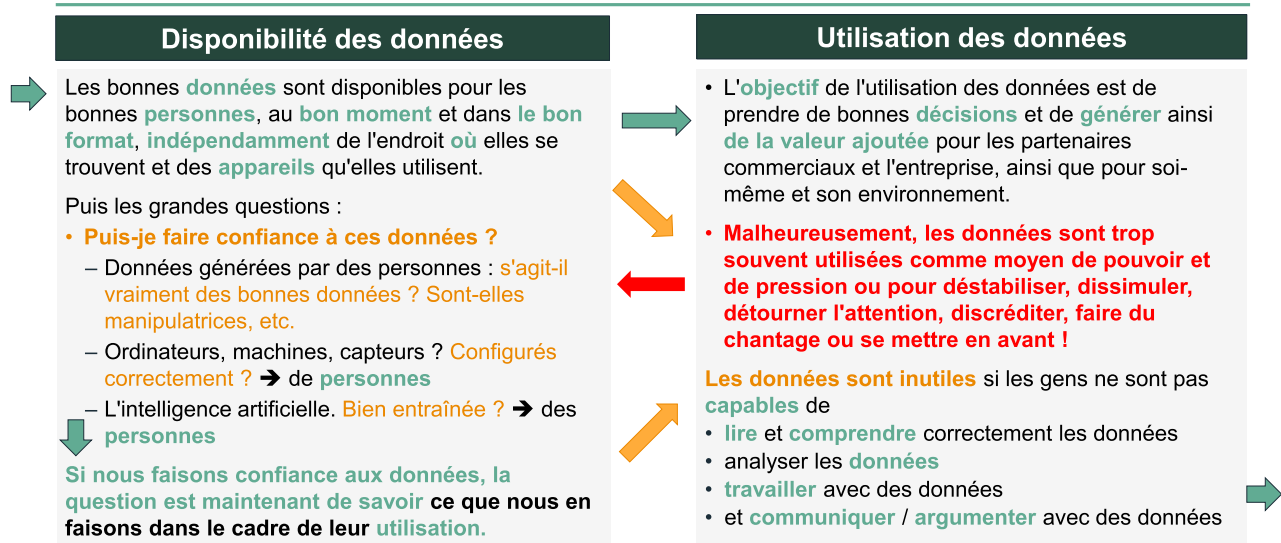 Disponibilité des données
Les bonnes données sont disponibles pour les
bonnes personnes, au bon moment et dans le bon
format, indépendamment de l'endroit où elles se
trouvent et des appareils qu'elles utilisent.
Puis les grandes questions :
• Puis-je faire confiance à ces données ?
– Données générées par des personnes : s'agit-il
vraiment des bonnes données ? Sont-elles
manipulatrices, etc.
– Ordinateurs, machines, capteurs ? Configurés
correctement ? ➔ de personnes
– L'intelligence artificielle. Bien entraînée ? ➔ des
personnes
Si nous faisons confiance aux données, la
question est maintenant de savoir ce que nous en
faisons dans le cadre de leur utilisation.
Utilisation des données
• L'objectif de l'utilisation des données est de
prendre de bonnes décisions et de générer ainsi
de la valeur ajoutée pour les partenaires
commerciaux et l'entreprise, ainsi que pour soi-
même et son environnement.
• Malheureusement, les données sont trop
souvent utilisées comme moyen de pouvoir et
de pression ou pour déstabiliser, dissimuler,
détourner l'attention, discréditer, faire du
chantage ou se mettre en avant !
Les données sont inutiles si les gens ne sont pas
capables de
• lire et comprendre correctement les données
• analyser les données
• travailler avec des données
• et communiquer / argumenter avec des données